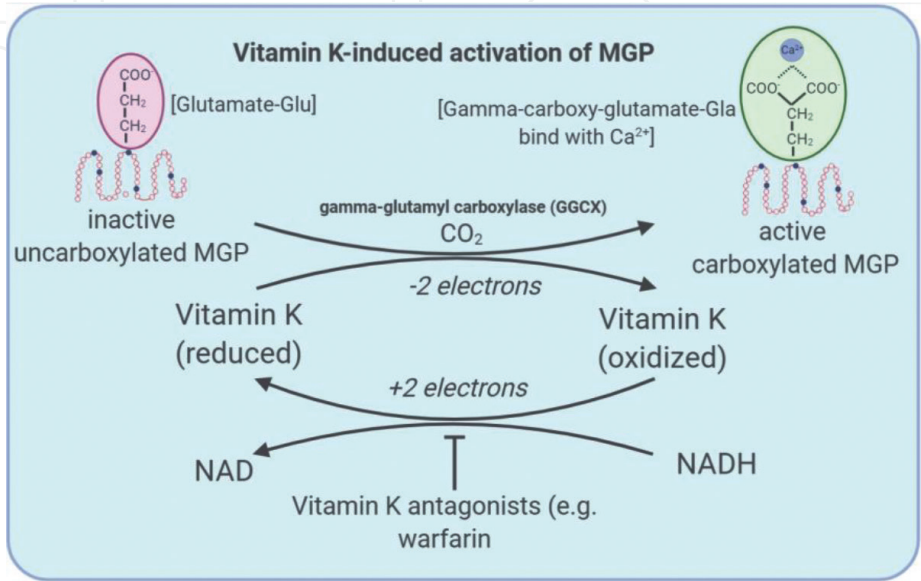 Vitamin K-induced activation of MGP
COO⁻
CH₂
CH₂
[Glutamate-Glu]
[Gamma-carboxy-glutamate-Gla
bind with Ca²⁺]
Ca²⁺
COO⁻ COO⁻
CH₂
CH₂
inactive
uncarboxylated MGP
gamma-glutamyl carboxylase (GGCX)
CO₂
active
carboxylated MGP
-2 electrons
Vitamin K
(reduced)
Vitamin K
(oxidized)
+2 electrons
NAD
NADH
Vitamin K antagonists (e.g.
warfarin